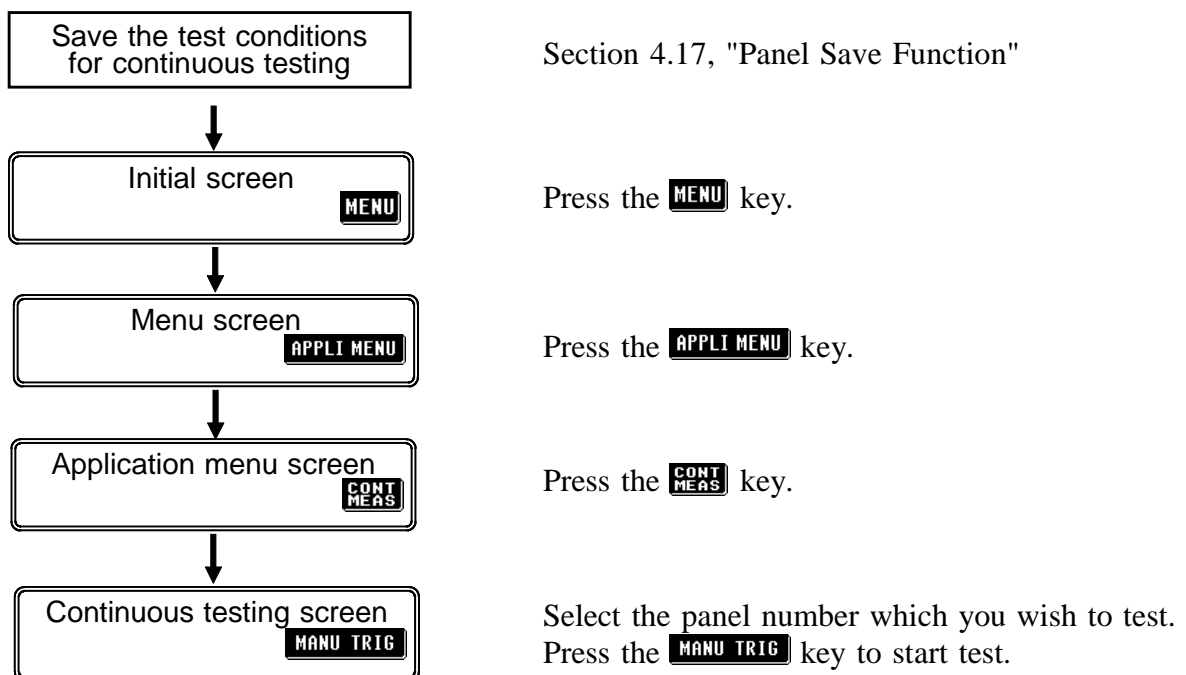 Save the test conditions
for continuous testing
Section 4.17, "Panel Save Function"
Initial screen
MENU
Press the MENU key.
Menu screen
APPLI MENU
Press the APPLI MENU key.
Application menu screen
CONT
MEAS
Press the CONT MEAS key.
Continuous testing screen
MANU TRIG
Select the panel number which you wish to test.
Press the MANU TRIG key to start test.